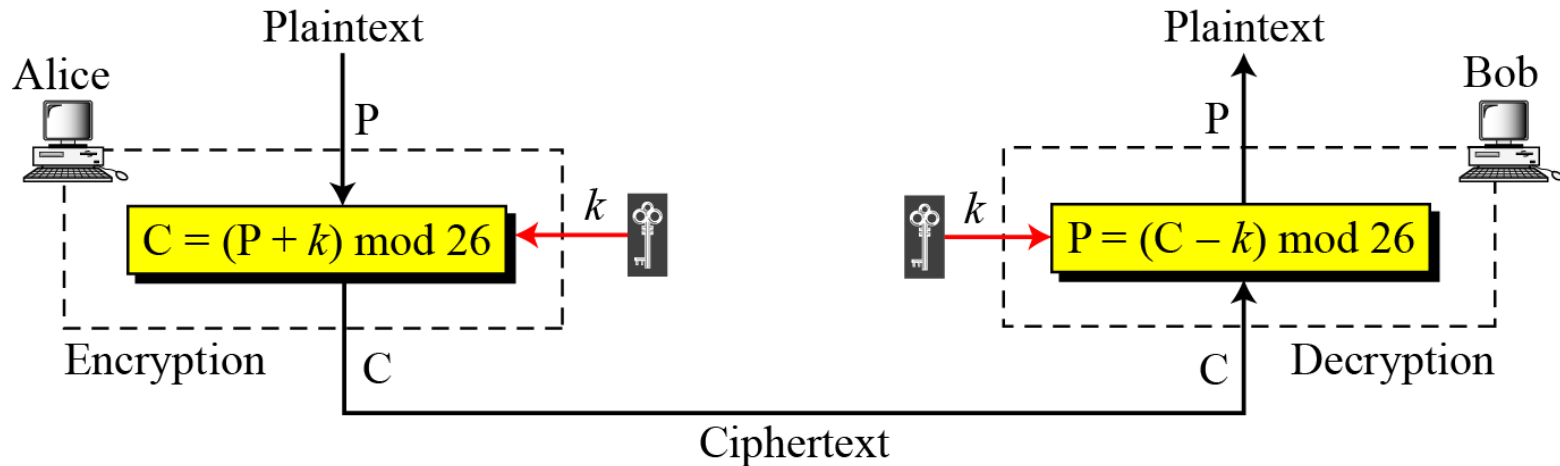 Plaintext
Plaintext
Alice
Bob
P
P
k
k
C = (P + k) mod 26
P = (C – k) mod 26
Encryption
C
C
Decryption
Ciphertext